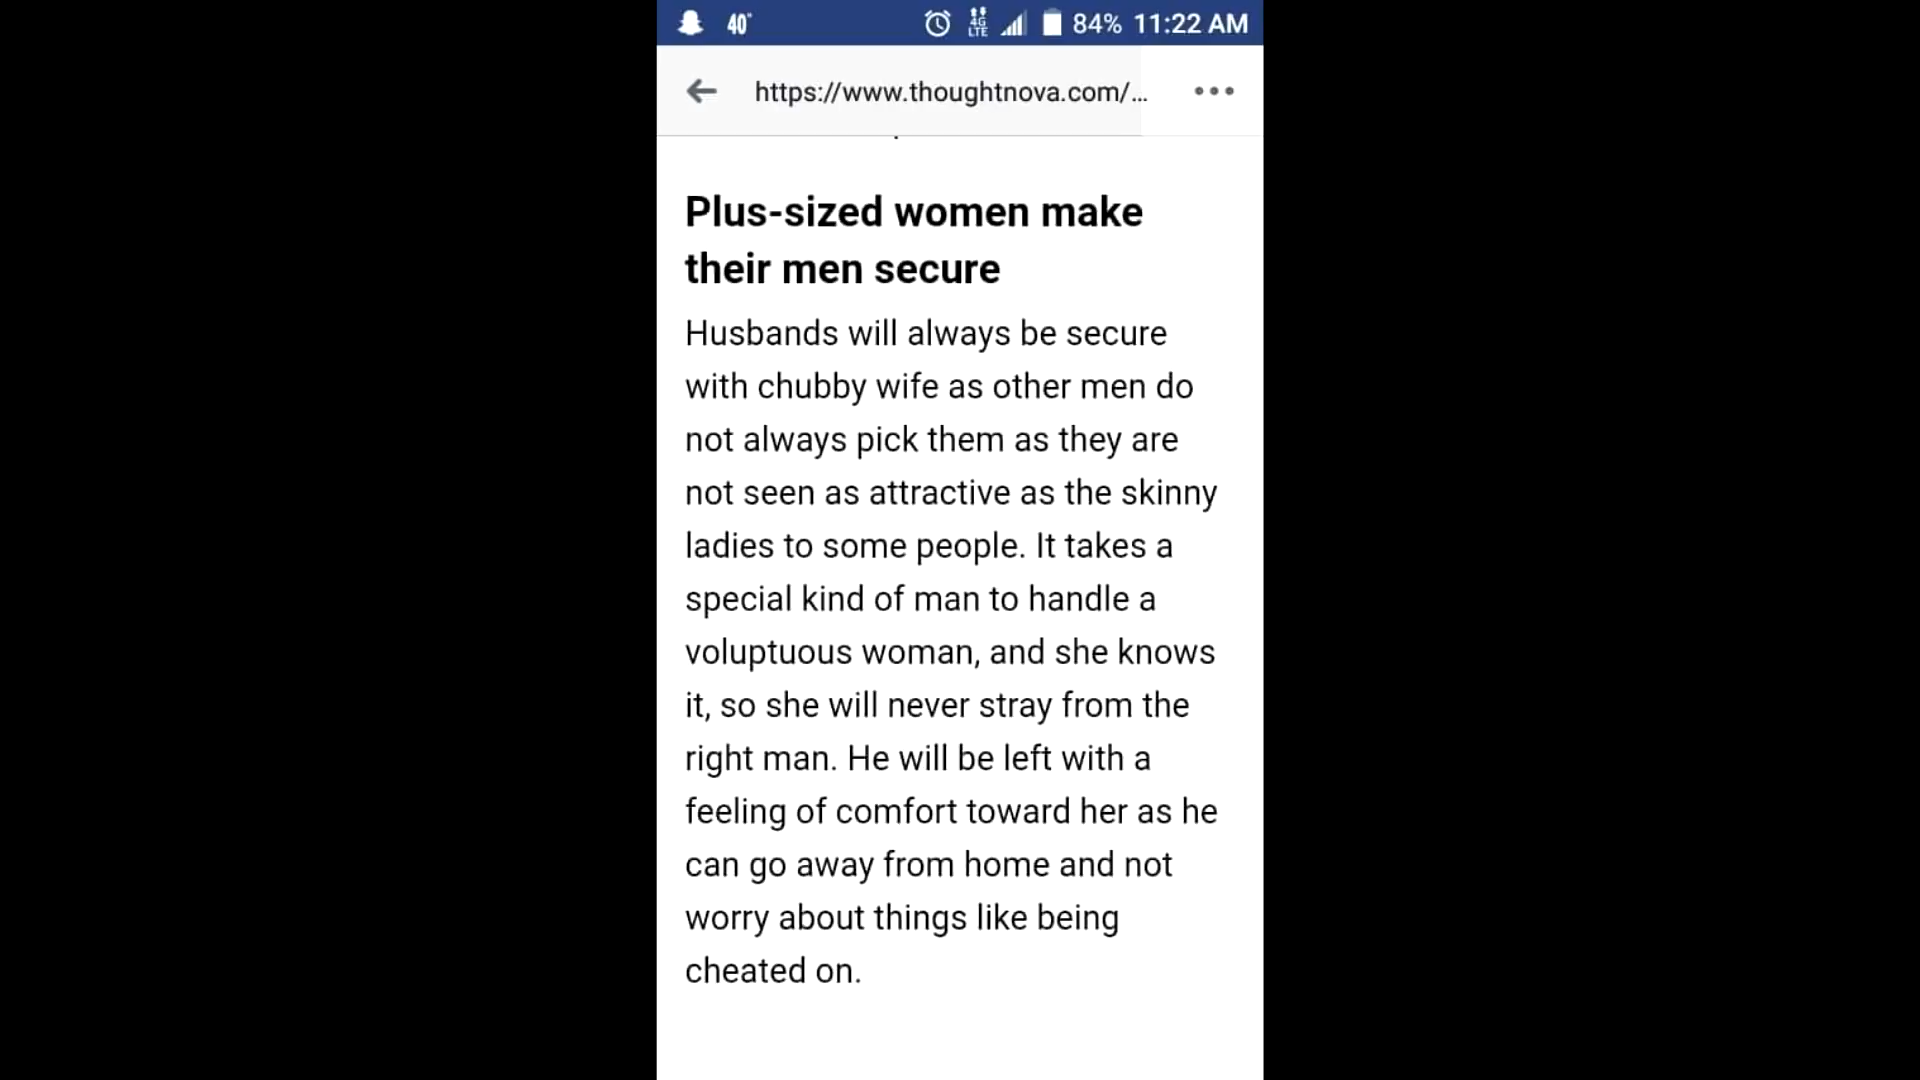 40°
4G
LTE
84% 11:22 AM
https://www.thoughtnova.com/...
Plus-sized women make
their men secure
Husbands will always be secure
with chubby wife as other men do
not always pick them as they are
not seen as attractive as the skinny
ladies to some people. It takes a
special kind of man to handle a
voluptuous woman, and she knows
it, so she will never stray from the
right man. He will be left with a
feeling of comfort toward her as he
can go away from home and not
worry about things like being
cheated on.